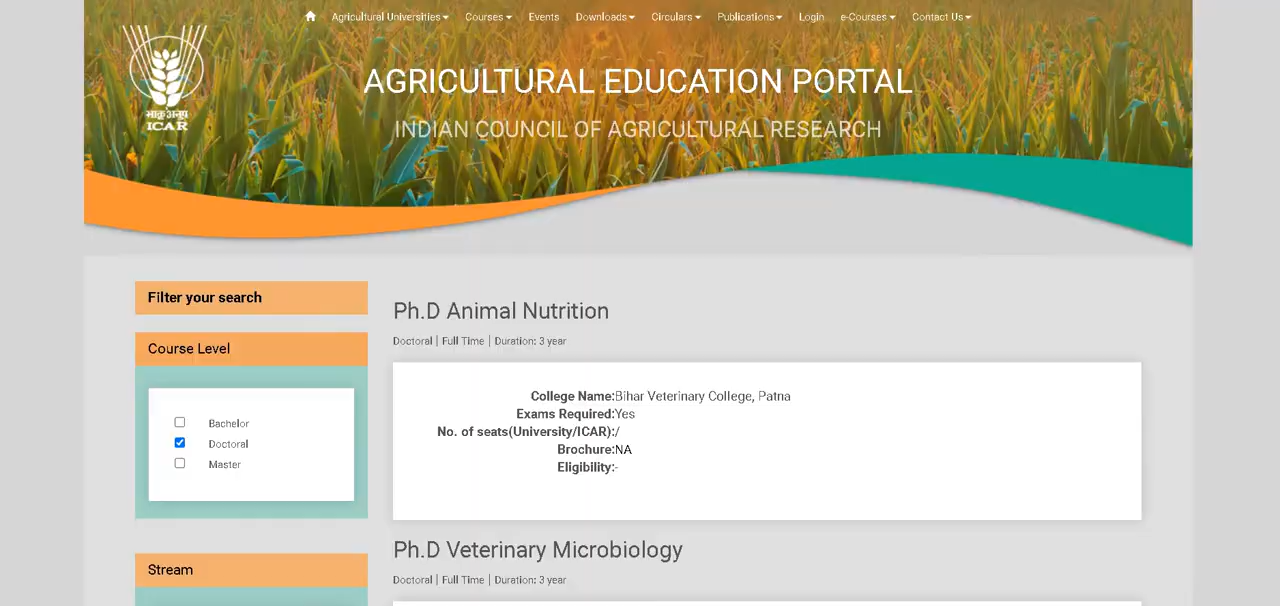 Agricultural Universities Courses Events Downloads Circulars Publications Login e-Courses Contact Us
ICAR
AGRICULTURAL EDUCATION PORTAL
INDIAN COUNCIL OF AGRICULTURAL RESEARCH
Filter your search
Course Level
Bachelor
Doctoral
Master
Stream
Ph.D Animal Nutrition
Doctoral | Full Time | Duration: 3 year
College Name:Bihar Veterinary College, Patna
Exams Required:Yes
No. of seats(University/ICAR):/
Brochure:NA
Eligibility:-
Ph.D Veterinary Microbiology
Doctoral | Full Time | Duration: 3 year